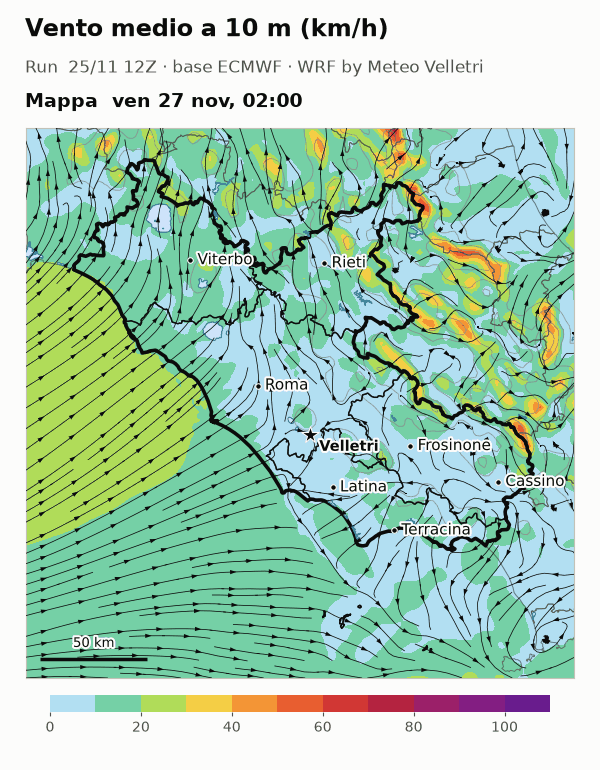 Vento medio a 10 m (km/h)
Run 25/11 12Z · base ECMWF · WRF by Meteo Velletri
Mappa ven 27 nov, 02:00
Viterbo
Rieti
Roma
Velletri
Frosinone
Cassino
Latina
Terracina
50 km
0 20 40 60 80 100